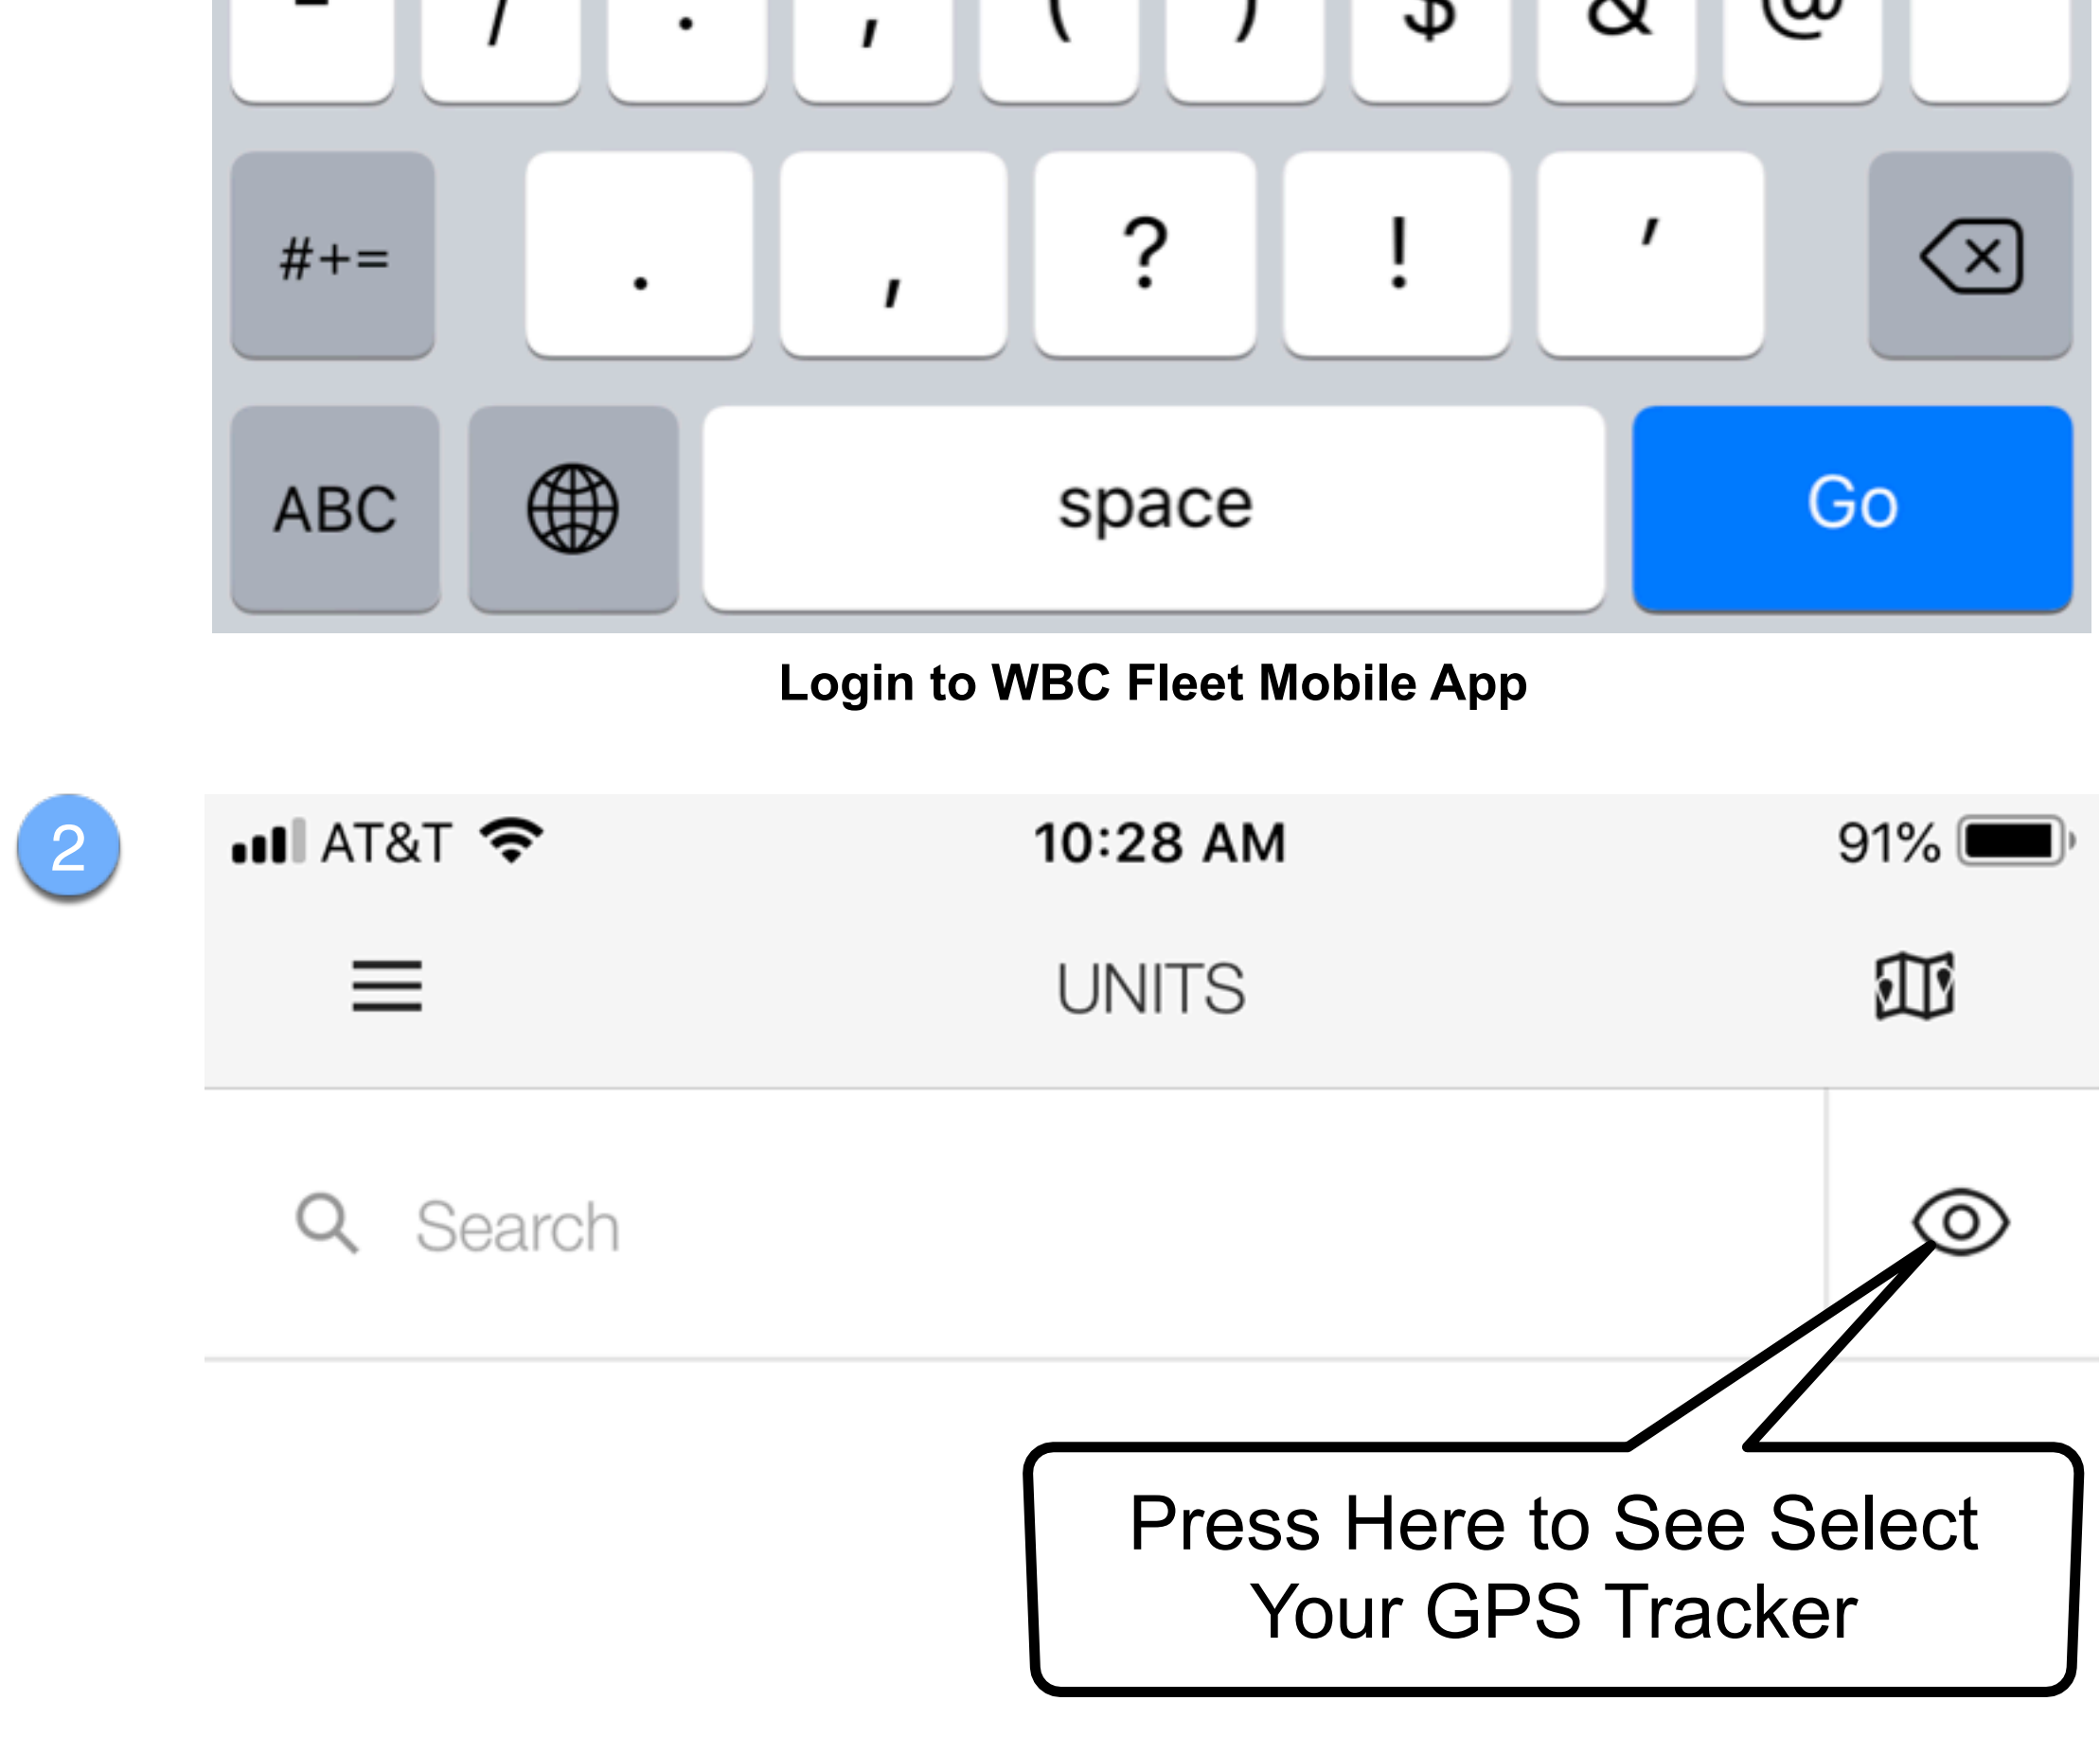 - / . , ( ) $ & @
#+= . , ? ! '
ABC space Go
Login to WBC Fleet Mobile App
2
AT&T 10:28 AM 91%
UNITS
Search
Press Here to See Select
Your GPS Tracker